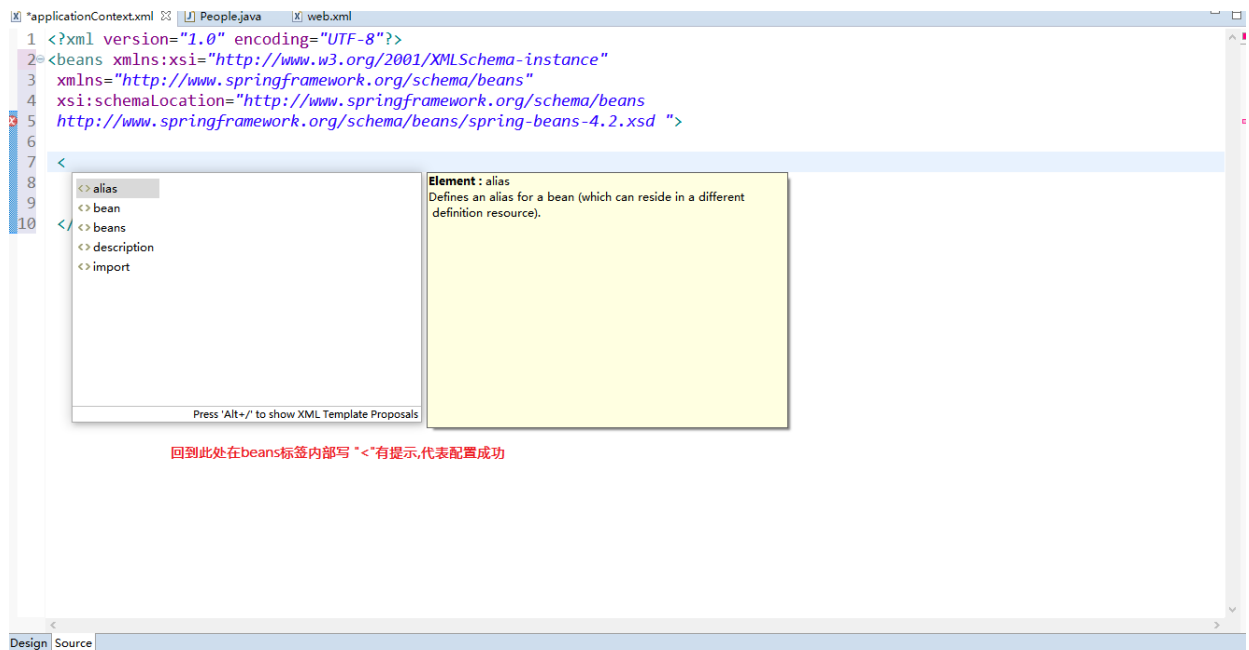 *applicationContext.xml People.java web.xml
1 <?xml version="1.0" encoding="UTF-8"?>
2 <beans xmlns:xsi="http://www.w3.org/2001/XMLSchema-instance"
3 xmlns="http://www.springframework.org/schema/beans"
4 xsi:schemaLocation="http://www.springframework.org/schema/beans
5 http://www.springframework.org/schema/beans/spring-beans-4.2.xsd ">
6
7 <
8
9
10 </
<> alias
<> bean
<> beans
<> description
<> import
Press 'Alt+/' to show XML Template Proposals
Element : alias
Defines an alias for a bean (which can reside in a different
definition resource).
回到此处在beans标签内部写 "<"有提示,代表配置成功
Design Source